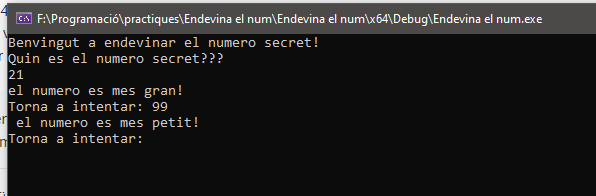 F:\Programació\practiques\Endevina el num\Endevina el num\x64\Debug\Endevina el num.exe
Benvingut a endevinar el numero secret!
Quin es el numero secret???
21
el numero es mes gran!
Torna a intentar: 99
 el numero es mes petit!
Torna a intentar: